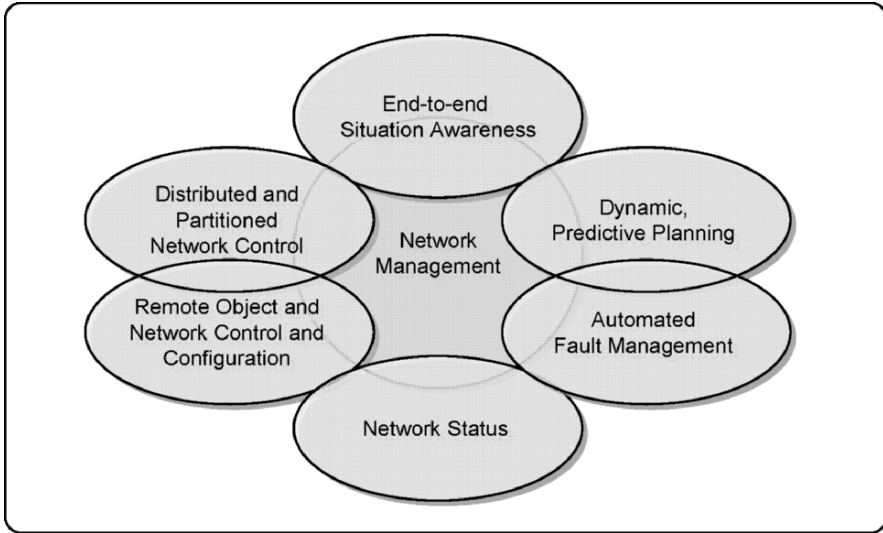 End-to-end
Situation Awareness
Distributed and
Partitioned
Network Control
Dynamic,
Predictive Planning
Network
Management
Remote Object and
Network Control and
Configuration
Automated
Fault Management
Network Status